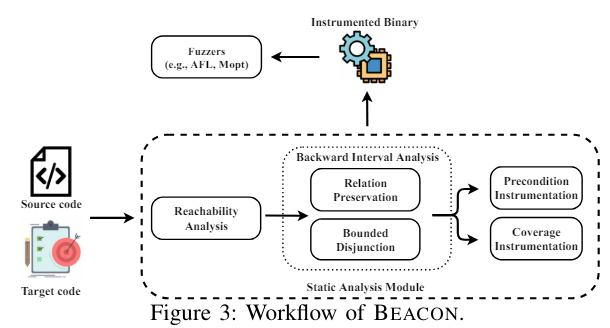 Instrumented Binary
Fuzzers
(e.g., AFL, Mopt)
Source code
Target code
Reachability
Analysis
Backward Interval Analysis
Relation
Preservation
Bounded
Disjunction
Precondition
Instrumentation
Coverage
Instrumentation
Static Analysis Module
Figure 3: Workflow of BEACON.